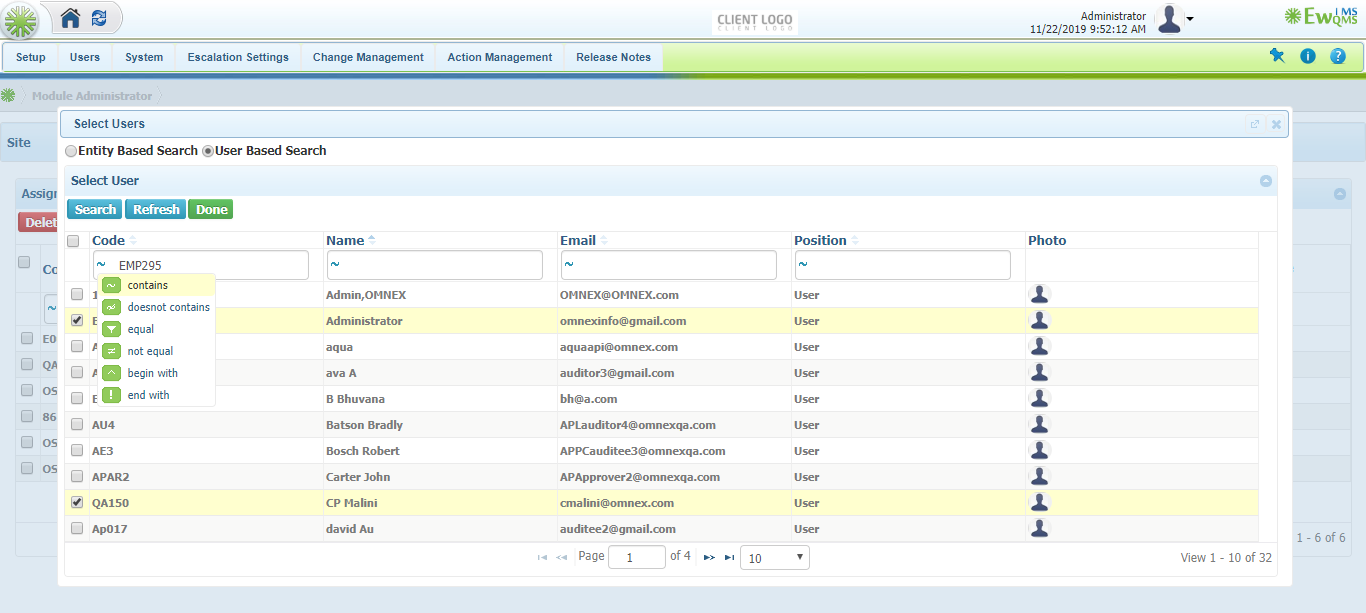 CLIENT LOGO
CLIENT LOGO
Administrator
11/22/2019 9:52:12 AM
EwQMS iMS
Setup Users System Escalation Settings Change Management Action Management Release Notes
Module Administrator
Select Users
Site
Entity Based Search User Based Search
Select User
Assign
Delet
Search Refresh Done
Code Name Email Position Photo
Co
EMP295
contains
doesnot contains
equal
not equal
begin with
end with
1 Admin,OMNEX OMNEX@OMNEX.com User
E Administrator omnexinfo@gmail.com User
E0
A aqua aquaapi@omnex.com User
QA
A ava A auditor3@gmail.com User
OS
B Bhuvana bh@a.com User
86
AU4 Batson Bradly APLauditor4@omnexqa.com User
OS
AE3 Bosch Robert APPCauditee3@omnexqa.com User
OS
APAR2 Carter John APApprover2@omnexqa.com User
QA150 CP Malini cmalini@omnex.com User
Ap017 david Au auditee2@gmail.com User
1 - 6 of 6
Page 1 of 4 10 View 1 - 10 of 32